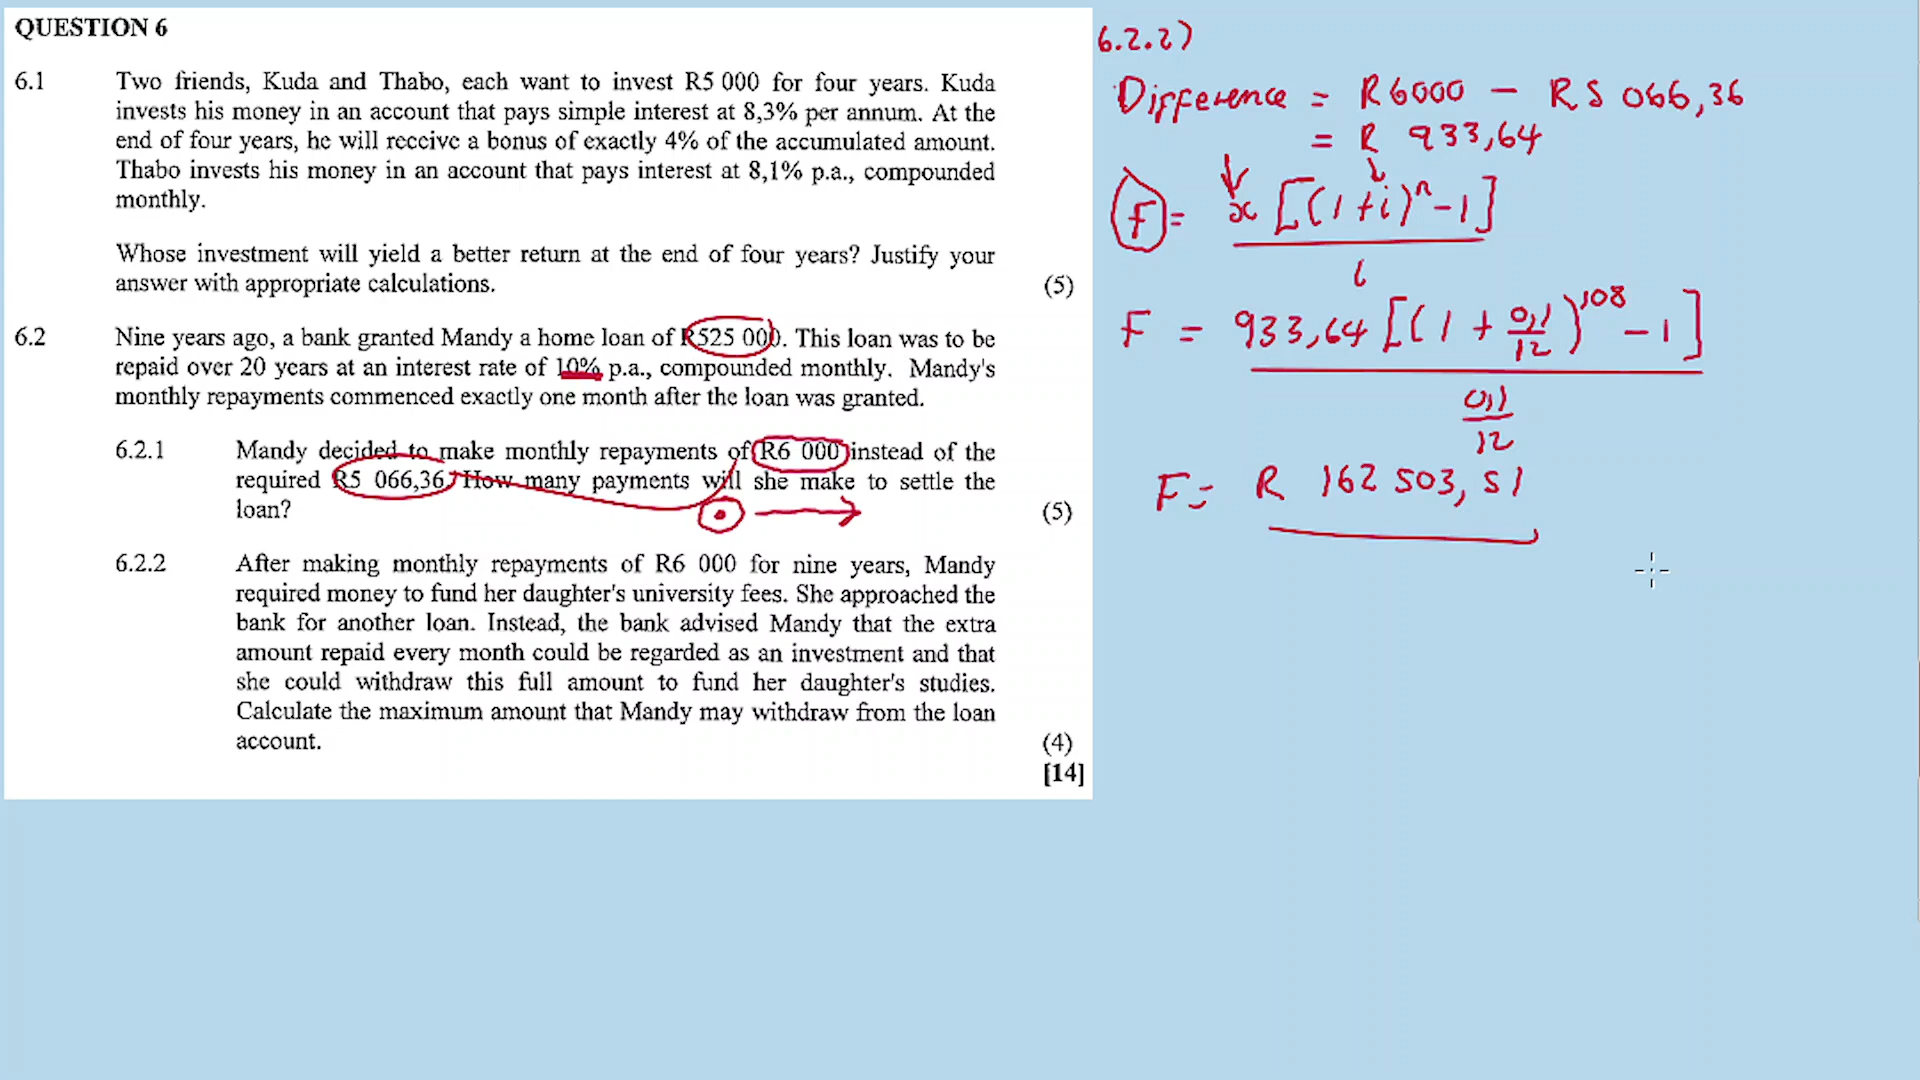 QUESTION 6
6.1 Two friends, Kuda and Thabo, each want to invest R5 000 for four years. Kuda
invests his money in an account that pays simple interest at 8,3% per annum. At the
end of four years, he will receive a bonus of exactly 4% of the accumulated amount.
Thabo invests his money in an account that pays interest at 8,1% p.a., compounded
monthly.
Whose investment will yield a better return at the end of four years? Justify your
answer with appropriate calculations. (5)
6.2 Nine years ago, a bank granted Mandy a home loan of R525 000. This loan was to be
repaid over 20 years at an interest rate of 10% p.a., compounded monthly. Mandy's
monthly repayments commenced exactly one month after the loan was granted.
6.2.1 Mandy decided to make monthly repayments of R6 000 instead of the
required R5 066,36. How many payments will she make to settle the
loan? (5)
6.2.2 After making monthly repayments of R6 000 for nine years, Mandy
required money to fund her daughter's university fees. She approached the
bank for another loan. Instead, the bank advised Mandy that the extra
amount repaid every month could be regarded as an investment and that
she could withdraw this full amount to fund her daughter's studies.
Calculate the maximum amount that Mandy may withdraw from the loan
account. (4)
[14]
6.2.2)
Difference = R6000 - R5 066,36
= R 933,64
F = x[(1+i)^n - 1]
i
F = 933,64[(1 + 0,1/12)^108 - 1]
0,1/12
F = R 162 503,51